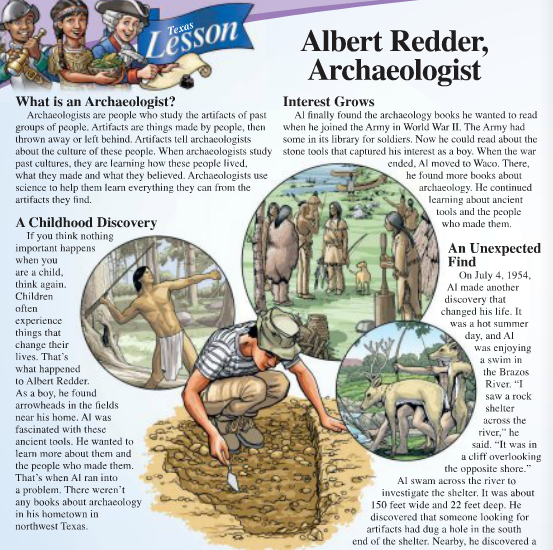 Texas
Lesson
Albert Redder,
Archaeologist
What is an Archaeologist?
Archaeologists are people who study the artifacts of past
groups of people. Artifacts are things made by people, then
thrown away or left behind. Artifacts tell archaeologists
about the culture of these people. When archaeologists study
past cultures, they are learning how these people lived,
what they made and what they believed. Archaeologists use
science to help them learn everything they can from the
artifacts they find.
A Childhood Discovery
If you think nothing
important happens
when you
are a child,
think again.
Children
often
experience
things that
change their
lives. That's
what happened
to Albert Redder.
As a boy, he found
arrowheads in the fields
near his home. Al was
fascinated with these
ancient tools. He wanted to
learn more about them and
the people who made them.
That's when Al ran into
a problem. There weren't
any books about archaeology
in his hometown in
northwest Texas.
Interest Grows
Al finally found the archaeology books he wanted to read
when he joined the Army in World War II. The Army had
some in its library for soldiers. Now he could read about the
stone tools that captured his interest as a boy. When the war
ended, Al moved to Waco. There,
he found more books about
archaeology. He continued
learning about ancient
tools and the people
who made them.
An Unexpected
Find
On July 4, 1954,
Al made another
discovery that
changed his life. It
was a hot summer
day, and Al
was enjoying
a swim in
the Brazos
River. "I
saw a rock
shelter
across the
river," he
said. "It was in
a cliff overlooking
the opposite shore."
Al swam across the river to
investigate the shelter. It was about
150 feet wide and 22 feet deep. He
discovered that someone looking for
artifacts had dug a hole in the south
end of the shelter. Nearby, he discovered a